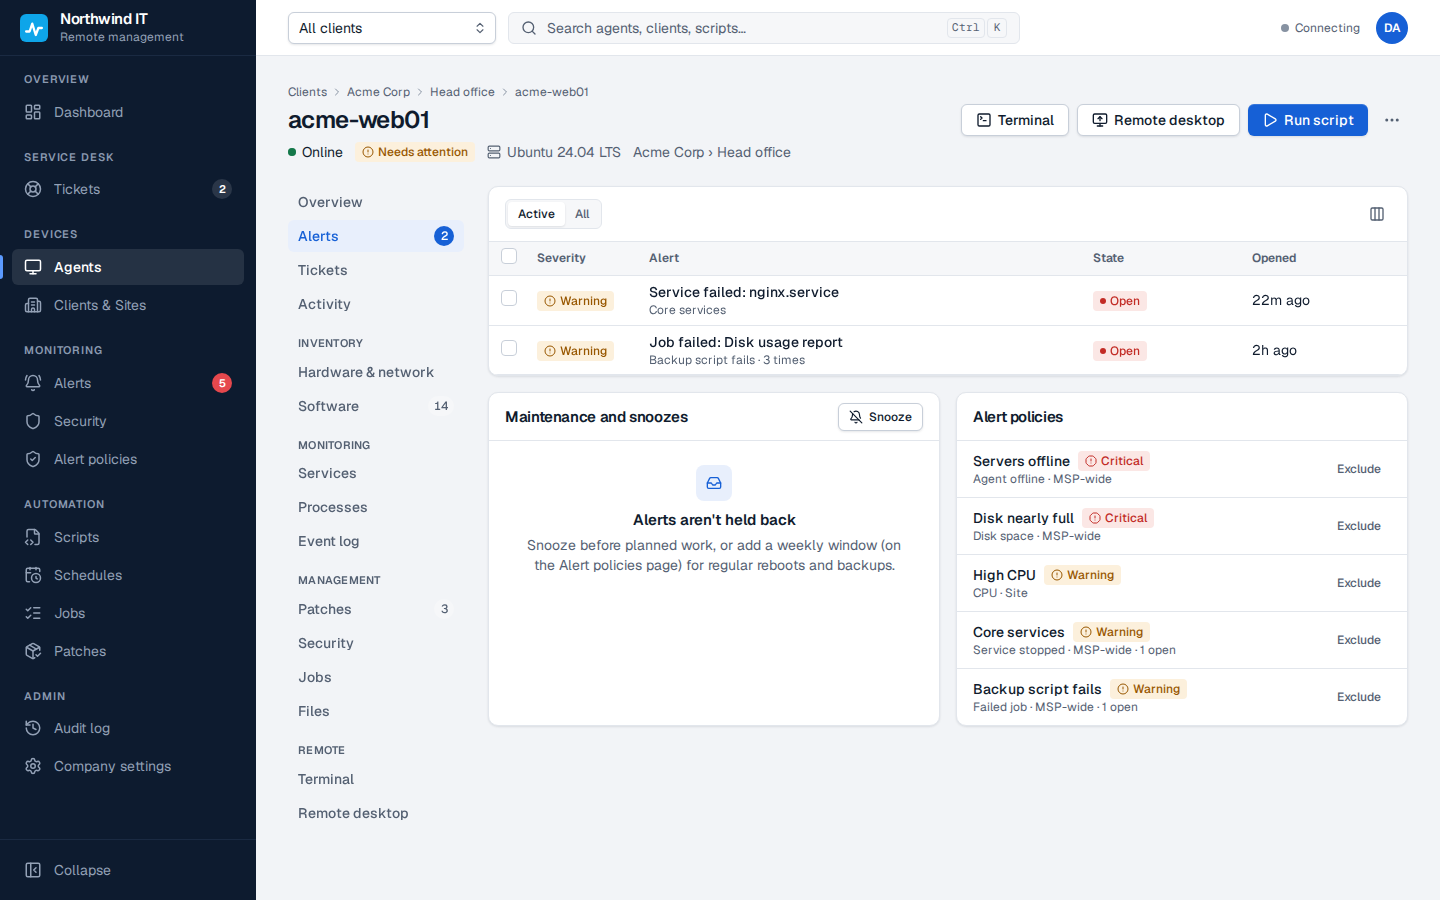 Northwind IT
Remote management
OVERVIEW
Dashboard
SERVICE DESK
Tickets 2
DEVICES
Agents
Clients & Sites
MONITORING
Alerts 5
Security
Alert policies
AUTOMATION
Scripts
Schedules
Jobs
Patches
ADMIN
Audit log
Company settings
Collapse
All clients
Search agents, clients, scripts... Ctrl K
Connecting
DA
Clients > Acme Corp > Head office > acme-web01
acme-web01
Online Needs attention Ubuntu 24.04 LTS Acme Corp › Head office
Terminal
Remote desktop
Run script
Overview
Alerts 2
Tickets
Activity
INVENTORY
Hardware & network
Software 14
MONITORING
Services
Processes
Event log
MANAGEMENT
Patches 3
Security
Jobs
Files
REMOTE
Terminal
Remote desktop
Active All
Severity Alert State Opened
Warning Service failed: nginx.service Open 22m ago
Core services
Warning Job failed: Disk usage report Open 2h ago
Backup script fails · 3 times
Maintenance and snoozes
Snooze
Alerts aren't held back
Snooze before planned work, or add a weekly window (on
the Alert policies page) for regular reboots and backups.
Alert policies
Servers offline Critical
Agent offline · MSP-wide
Exclude
Disk nearly full Critical
Disk space · MSP-wide
Exclude
High CPU Warning
CPU · Site
Exclude
Core services Warning
Service stopped · MSP-wide · 1 open
Exclude
Backup script fails Warning
Failed job · MSP-wide · 1 open
Exclude